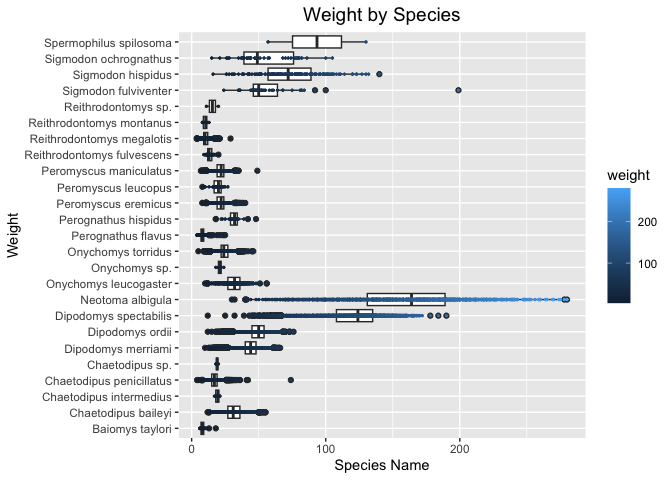 Weight by Species
Weight
Spermophilus spilosoma
Sigmodon ochrognathus
Sigmodon hispidus
Sigmodon fulviventer
Reithrodontomys sp.
Reithrodontomys montanus
Reithrodontomys megalotis
Reithrodontomys fulvescens
Peromyscus maniculatus
Peromyscus leucopus
Peromyscus eremicus
Perognathus hispidus
Perognathus flavus
Onychomys torridus
Onychomys sp.
Onychomys leucogaster
Neotoma albigula
Dipodomys spectabilis
Dipodomys ordii
Dipodomys merriami
Chaetodipus sp.
Chaetodipus penicillatus
Chaetodipus intermedius
Chaetodipus baileyi
Baiomys taylori
0 100 200
Species Name
weight
200
100